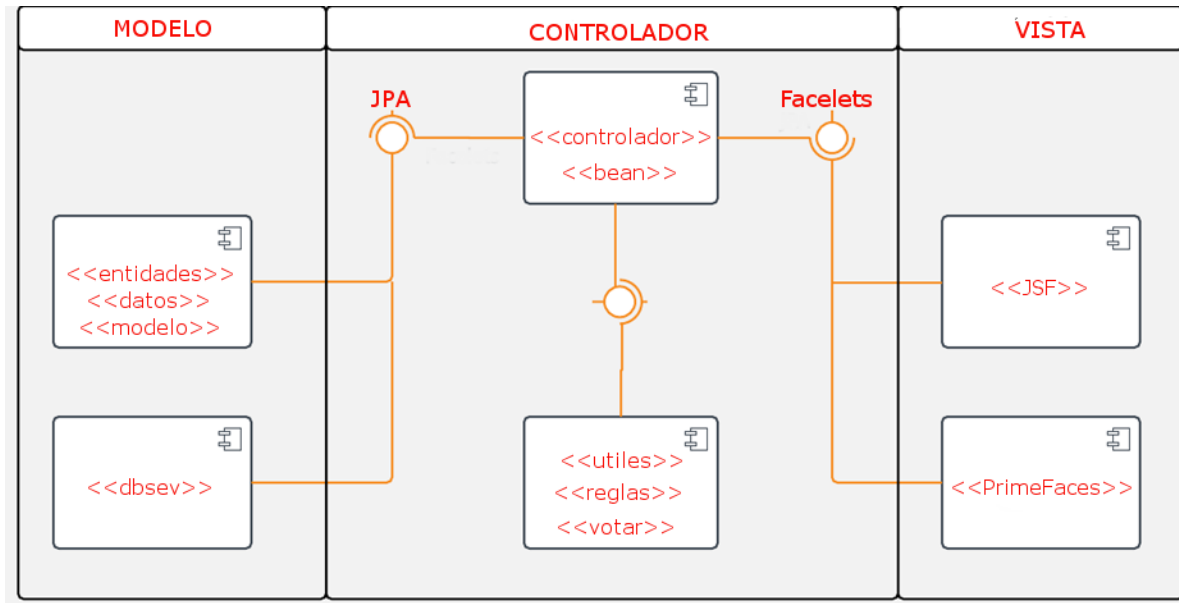 MODELO
CONTROLADOR
VISTA
JPA
Facelets
<<controlador>>
<<bean>>
<<entidades>>
<<datos>>
<<modelo>>
<<JSF>>
<<dbsev>>
<<utiles>>
<<reglas>>
<<votar>>
<<PrimeFaces>>